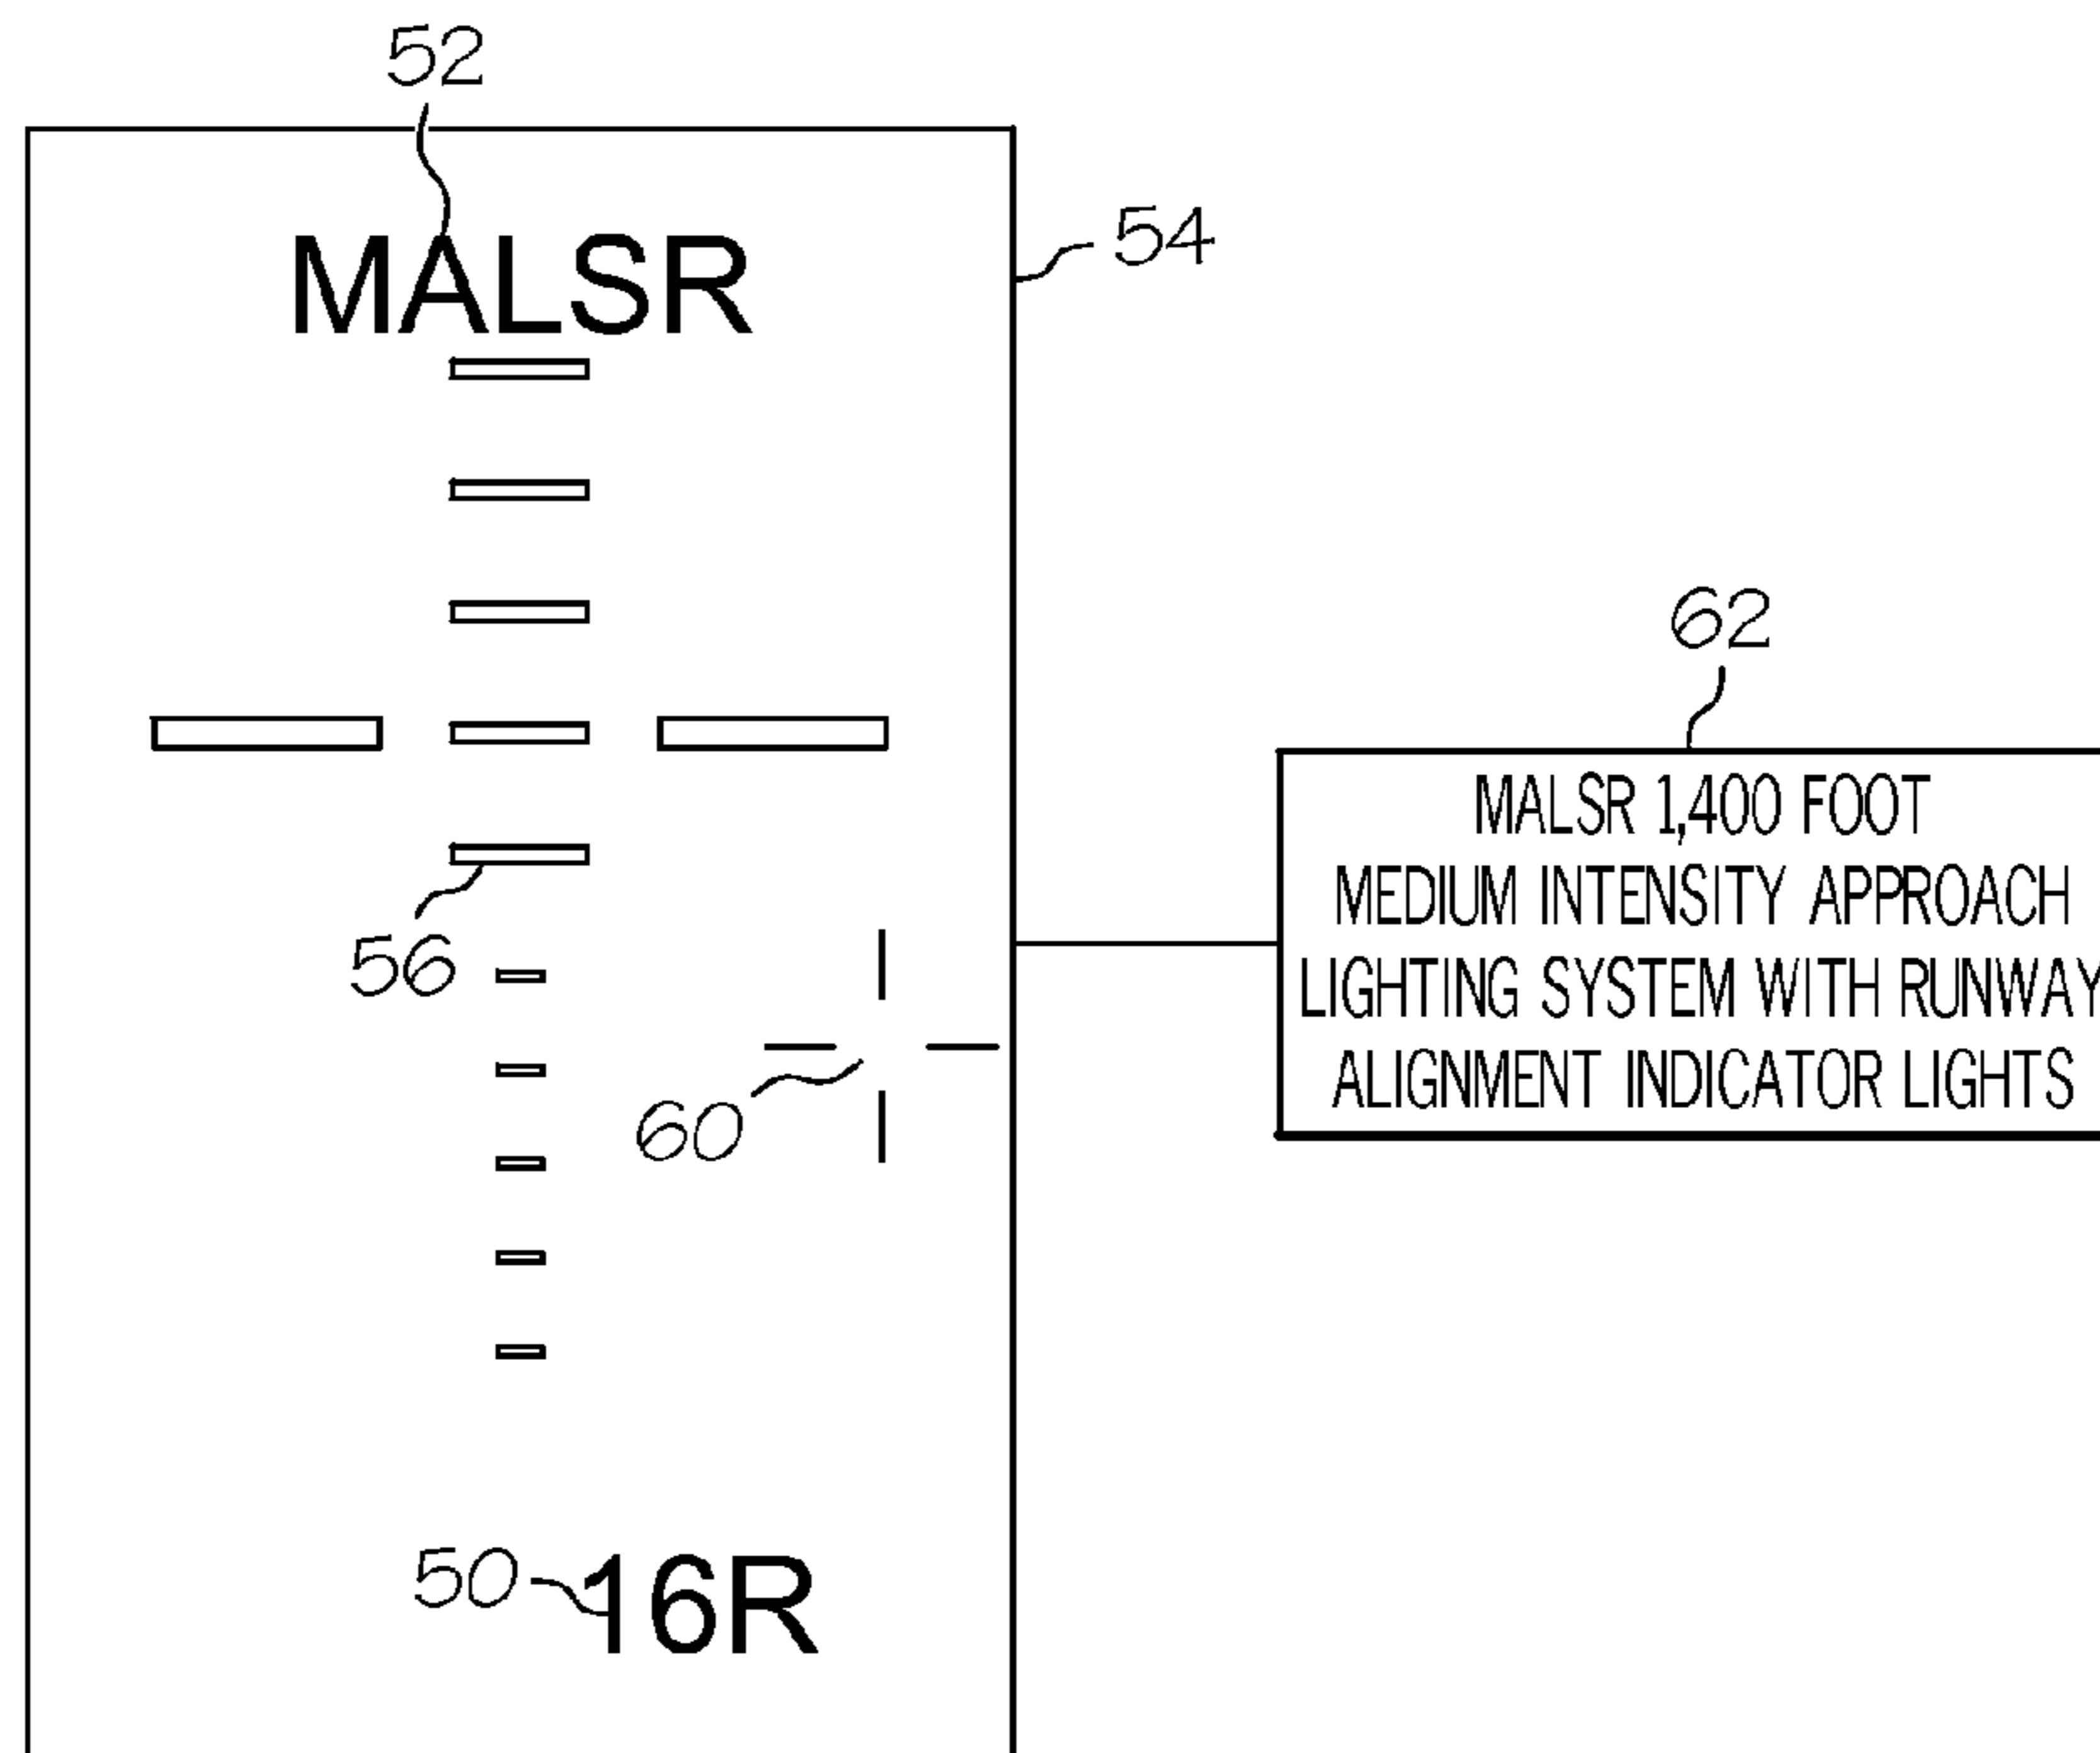 52
54
MALSR
62
MALSR 1,400 FOOT
MEDIUM INTENSITY APPROACH
LIGHTING SYSTEM WITH RUNWAY
ALIGNMENT INDICATOR LIGHTS
56
60
50
16R